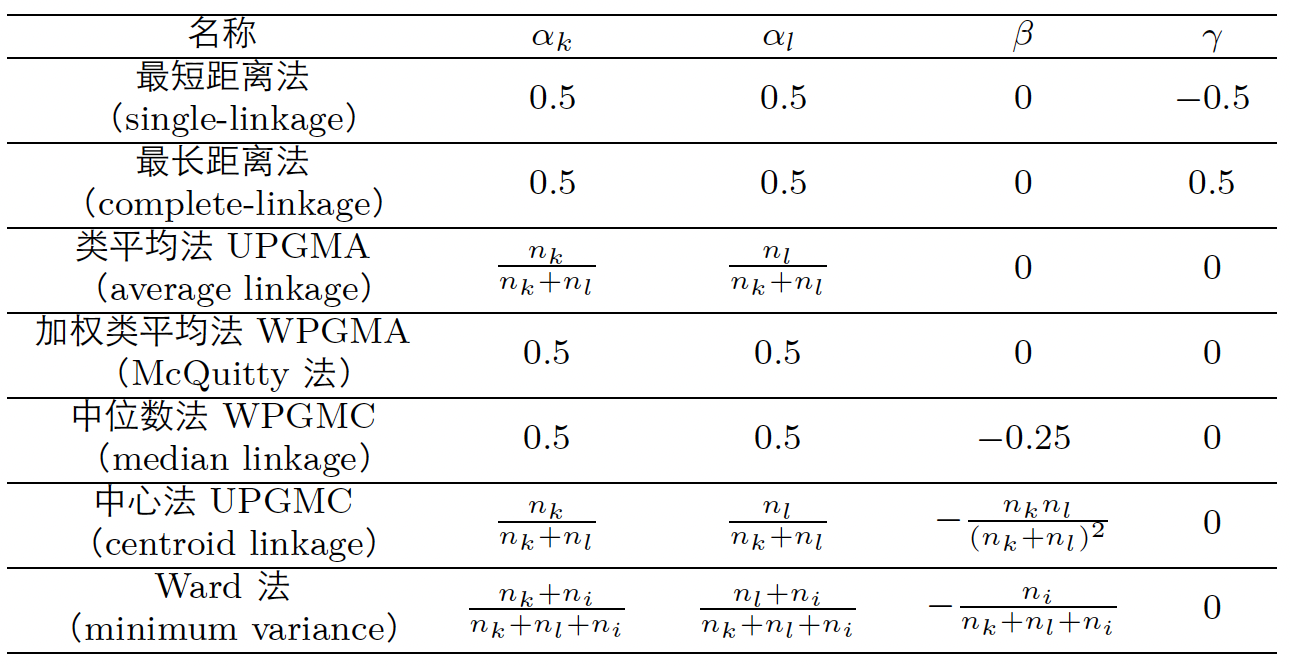 名称 α_k α_l β γ
最短距离法
（single-linkage） 0.5 0.5 0 −0.5
最长距离法
（complete-linkage） 0.5 0.5 0 0.5
类平均法 UPGMA
（average linkage） \frac{n_k}{n_k+n_l} \frac{n_l}{n_k+n_l} 0 0
加权类平均法 WPGMA
（McQuitty 法） 0.5 0.5 0 0
中位数法 WPGMC
（median linkage） 0.5 0.5 −0.25 0
中心法 UPGMC
（centroid linkage） \frac{n_k}{n_k+n_l} \frac{n_l}{n_k+n_l} −\frac{n_k n_l}{(n_k+n_l)^2} 0
Ward 法
（minimum variance） \frac{n_k+n_i}{n_k+n_l+n_i} \frac{n_l+n_i}{n_k+n_l+n_i} −\frac{n_i}{n_k+n_l+n_i} 0